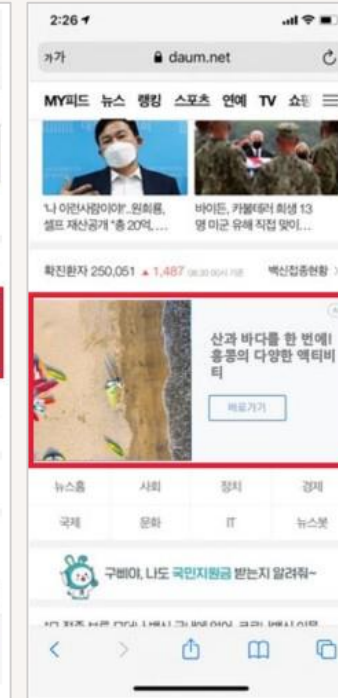 2:26
가가 daum.net
MY피드 뉴스 랭킹 스포츠 연예 TV 쇼핑
'나 이런사람이야'..원희룡,
셀프 재산공개 "총 20억,...
바이든, 카불테러 희생 13
명 미군 유해 직접 맞이...
확진환자 250,051 ▲ 1,487 백신접종현황 >
산과 바다를 한 번에!
홍콩의 다양한 액티비
티
바로가기
뉴스홈 사회 정치 경제
국제 문화 IT 뉴스봇
구삐야, 나도 국민지원금 받는지 알려줘~